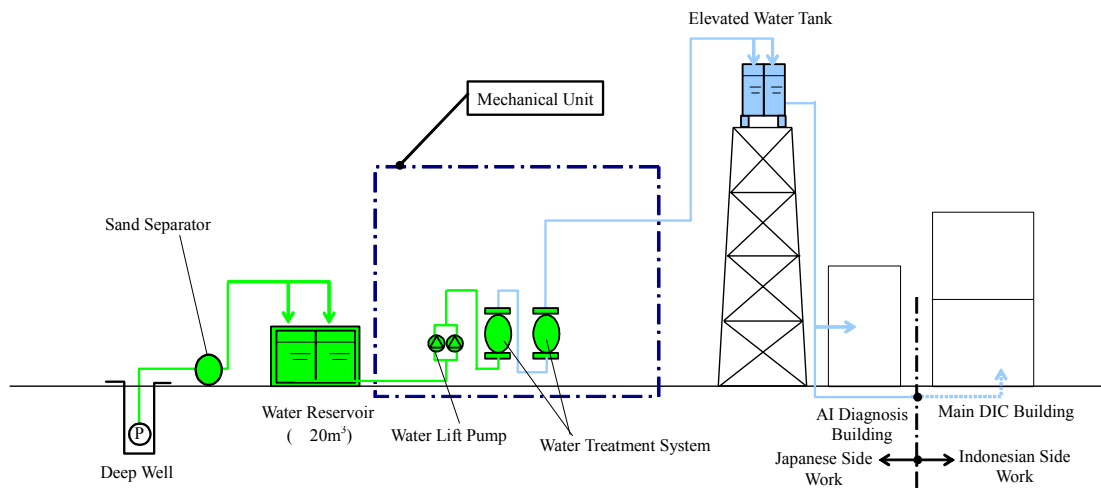 Elevated Water Tank
Mechanical Unit
Sand Separator
P
Deep Well
Water Reservoir
( 20m³)
Water Lift Pump
Water Treatment System
AI Diagnosis
Building
Main DIC Building
Japanese Side
Work
Indonesian Side
Work